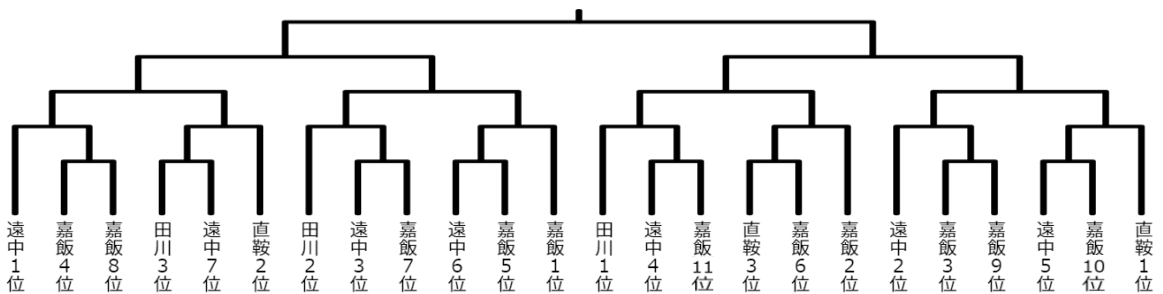 遠中1位
嘉飯4位
嘉飯8位
田川3位
遠中7位
直鞍2位
田川2位
遠中3位
嘉飯7位
遠中6位
嘉飯5位
嘉飯1位
田川1位
遠中4位
嘉飯11位
直鞍3位
嘉飯6位
嘉飯2位
遠中2位
嘉飯3位
嘉飯9位
遠中5位
嘉飯10位
直鞍1位